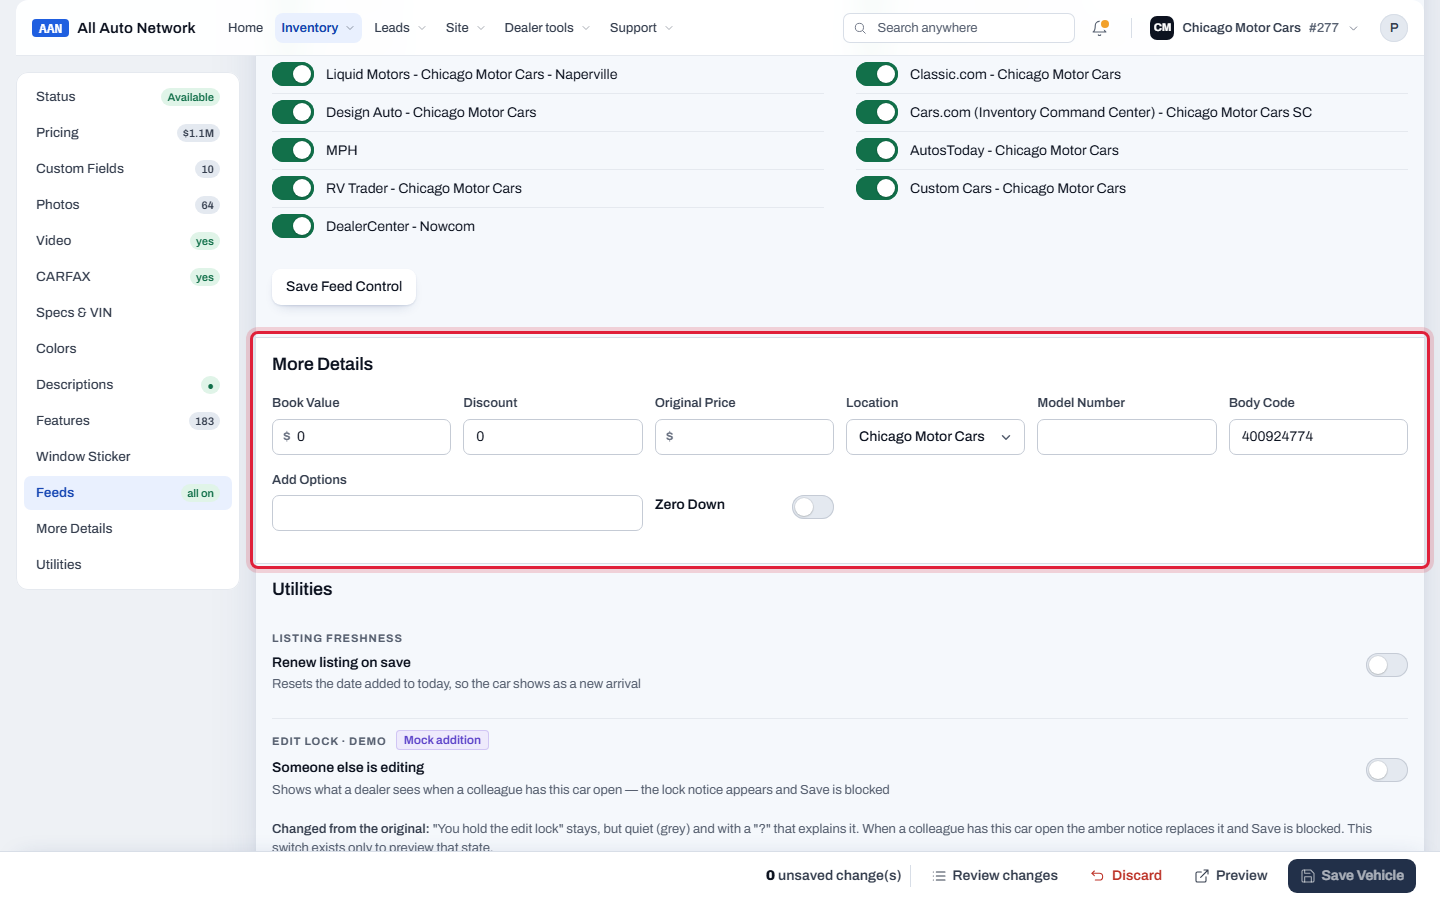 AAN All Auto Network Home Inventory Leads Site Dealer tools Support Search anywhere CM Chicago Motor Cars #277 P
Status Available
Pricing $1.1M
Custom Fields 10
Photos 64
Video yes
CARFAX yes
Specs & VIN
Colors
Descriptions
Features 183
Window Sticker
Feeds all on
More Details
Utilities
Liquid Motors - Chicago Motor Cars - Naperville
Classic.com - Chicago Motor Cars
Design Auto - Chicago Motor Cars
Cars.com (Inventory Command Center) - Chicago Motor Cars SC
MPH
AutosToday - Chicago Motor Cars
RV Trader - Chicago Motor Cars
Custom Cars - Chicago Motor Cars
DealerCenter - Nowcom
Save Feed Control
More Details
Book Value Discount Original Price Location Model Number Body Code
$ 0 0 $ Chicago Motor Cars 400924774
Add Options
Zero Down
Utilities
LISTING FRESHNESS
Renew listing on save
Resets the date added to today, so the car shows as a new arrival
EDIT LOCK · DEMO Mock addition
Someone else is editing
Shows what a dealer sees when a colleague has this car open — the lock notice appears and Save is blocked
Changed from the original: "You hold the edit lock" stays, but quiet (grey) and with a "?" that explains it. When a colleague has this car open the amber notice replaces it and Save is blocked. This
switch exists only to preview that state.
0 unsaved change(s) Review changes Discard Preview Save Vehicle